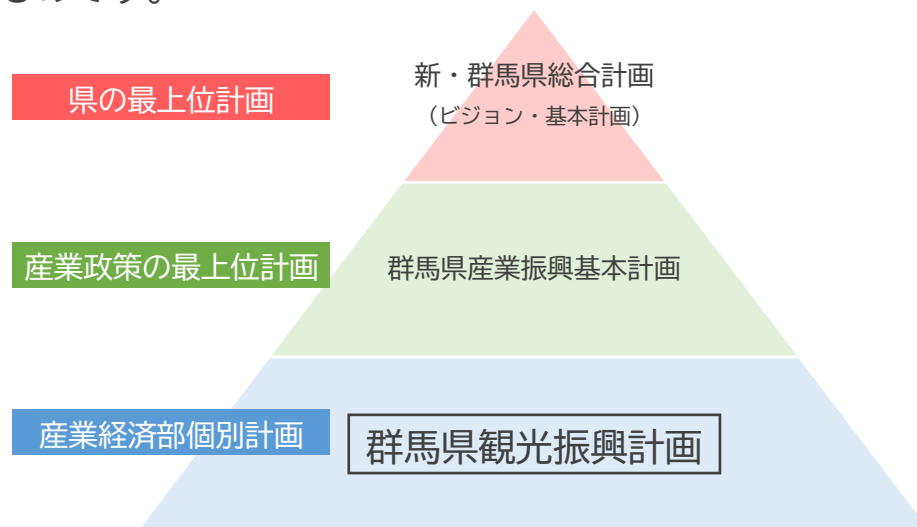 県の最上位計画
新・群馬県総合計画
（ビジョン・基本計画）
産業政策の最上位計画
群馬県産業振興基本計画
産業経済部個別計画
群馬県観光振興計画